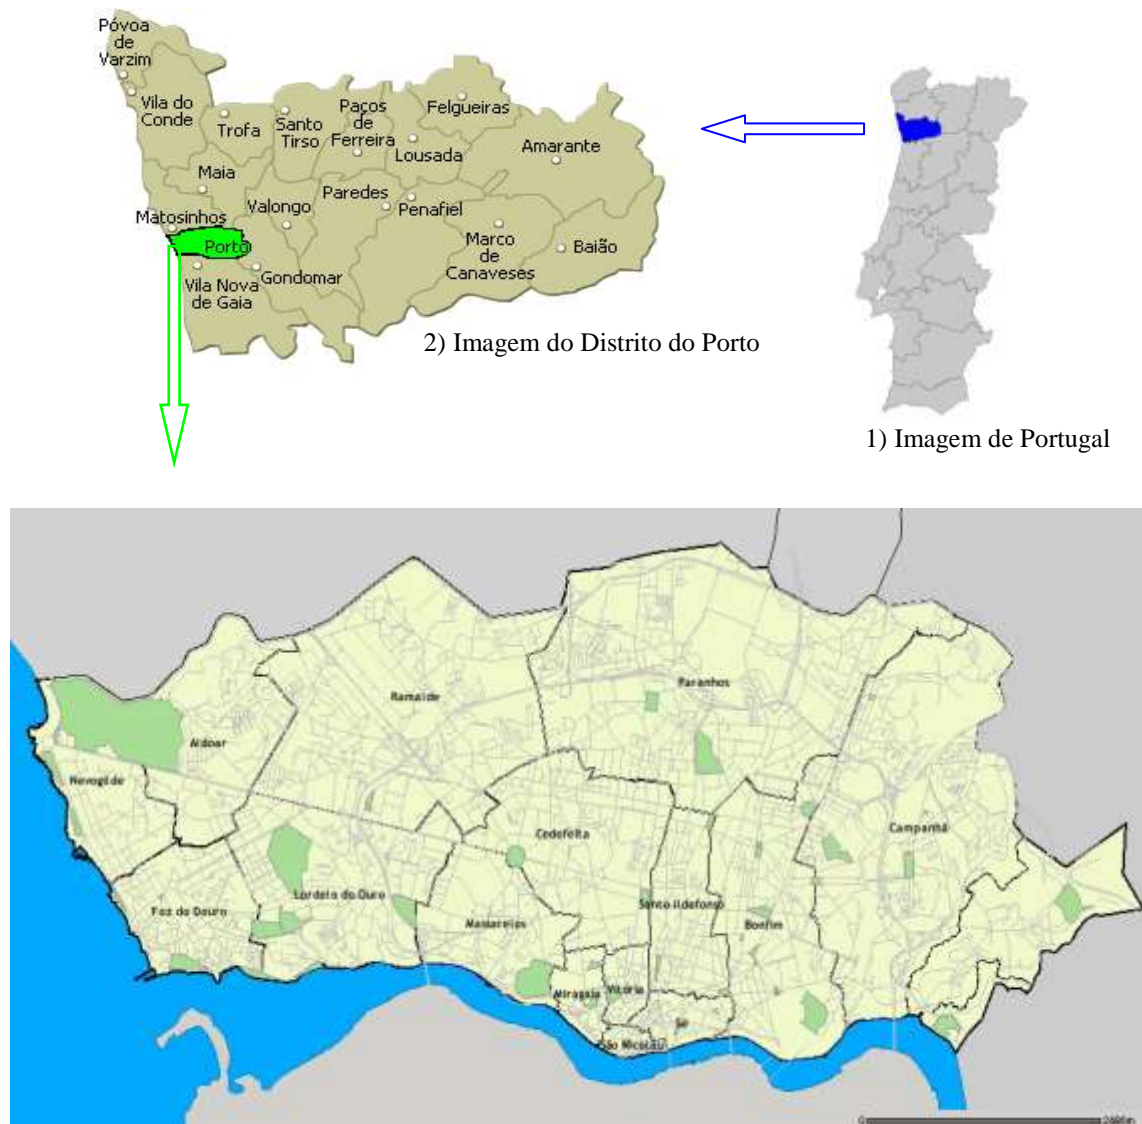 Póvoa
de
Varzim
Vila do
Conde
Trofa
Santo
Tirso
Paços
de
Ferreira
Felgueiras
Lousada
Amarante
Maia
Valongo
Paredes
Penafiel
Matosinhos
Porto
Marco
de
Canaveses
Baião
Vila Nova
de Gaia
Gondomar
2) Imagem do Distrito do Porto
1) Imagem de Portugal
Ramalde
Paranhos
Aldoar
Nevogilde
Cedofeita
Campanhã
Lordelo do Ouro
Foz do Douro
Massarelos
Santo Ildefonso
Bonfim
Miragaia
Vitória
Sé
São Nicolau
0